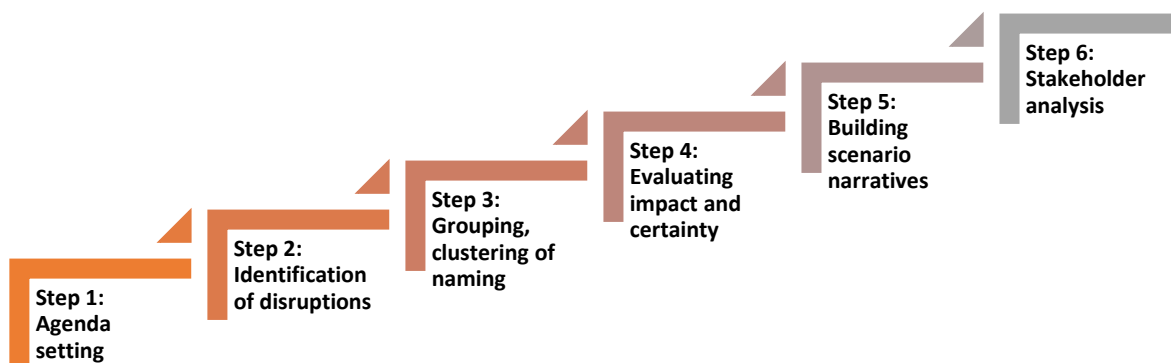 Step 1:
Agenda
setting
Step 2:
Identification
of disruptions
Step 3:
Grouping,
clustering of
naming
Step 4:
Evaluating
impact and
certainty
Step 5:
Building
scenario
narratives
Step 6:
Stakeholder
analysis